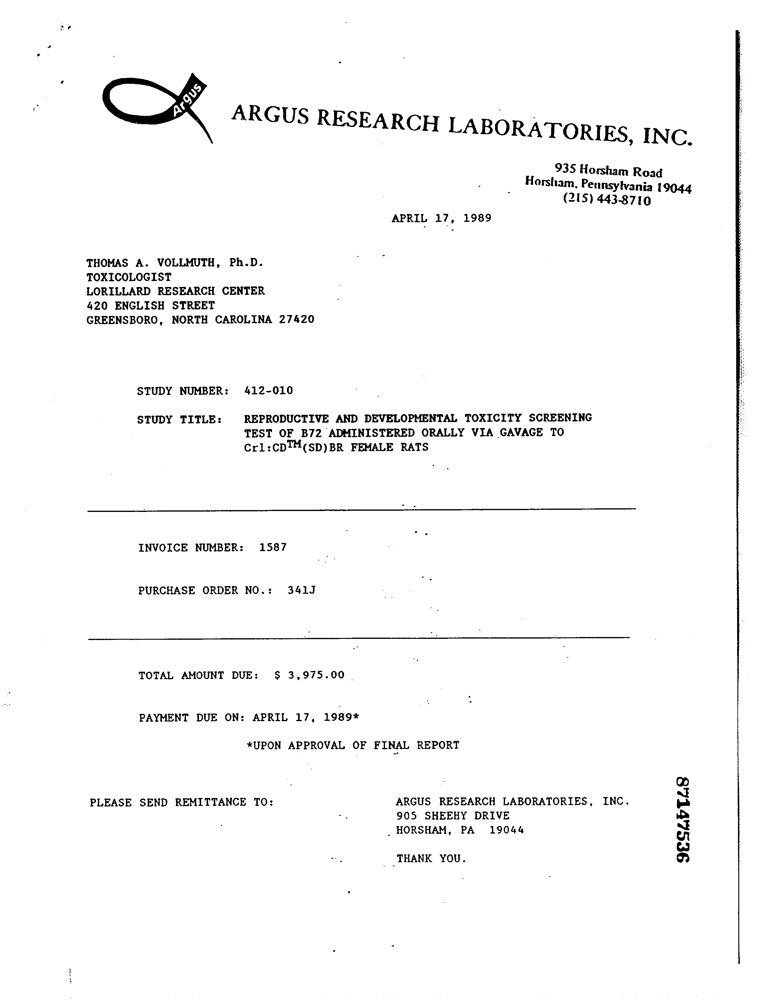 Argus
ARGUS RESEARCH LABORATORIES, INC.
935 Horsham Road
Horsham, Pennsylvania 19044
(215) 443-8710
APRIL 17, 1989
THOMAS A. VOLLMUTH, Ph.D.
TOXICOLOGIST
LORILLARD RESEARCH CENTER
420 ENGLISH STREET
GREENSBORO, NORTH CAROLINA 27420
STUDY NUMBER: 412-010
STUDY TITLE: REPRODUCTIVE AND DEVELOPMENTAL TOXICITY SCREENING
TEST OF B72 ADMINISTERED ORALLY VIA GAVAGE TO
Crl:CD™(SD)BR FEMALE RATS
INVOICE NUMBER: 1587
PURCHASE ORDER NO.: 341J
TOTAL AMOUNT DUE: $ 3,975.00
PAYMENT DUE ON: APRIL 17, 1989*
*UPON APPROVAL OF FINAL REPORT
PLEASE SEND REMITTANCE TO: ARGUS RESEARCH LABORATORIES, INC.
905 SHEEHY DRIVE
HORSHAM, PA 19044
THANK YOU.
87147536